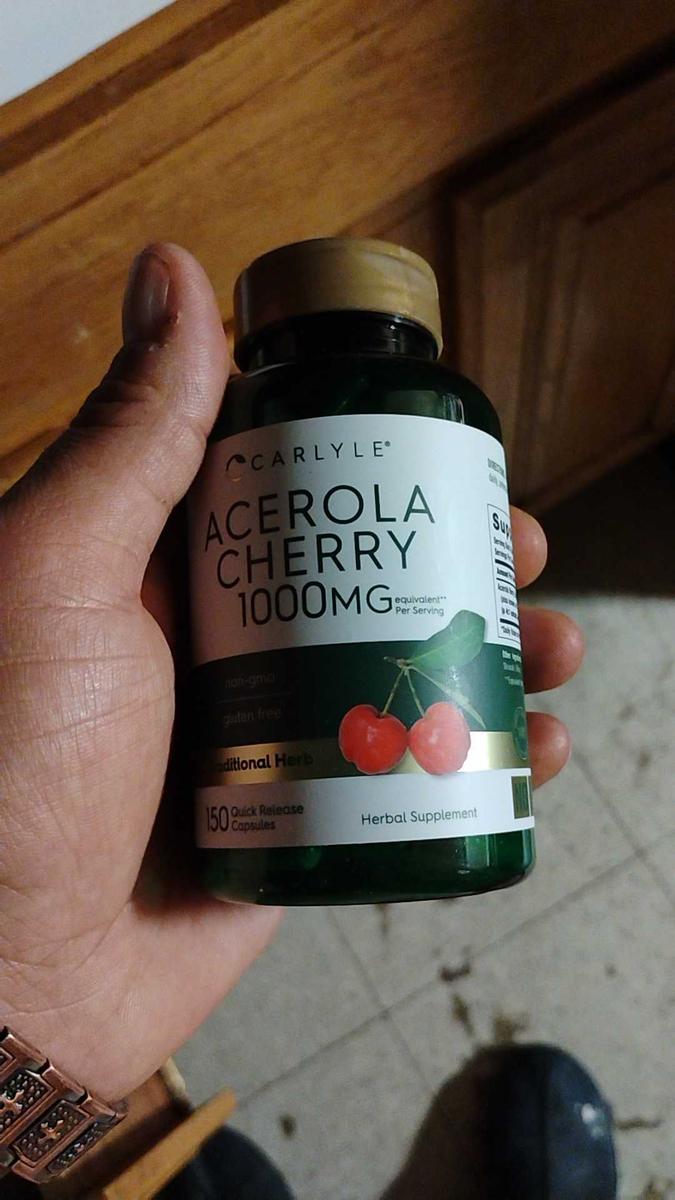 CARLYLE®
ACEROLA
CHERRY
1000MG equivalent**
Per Serving
non-gmo
gluten free
Traditional Herb
150 Quick Release
Capsules
Herbal Supplement